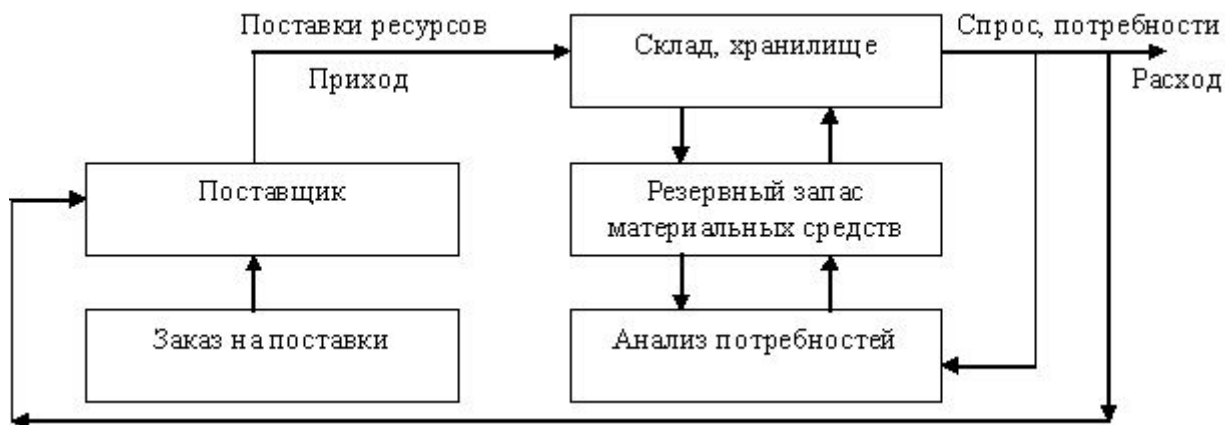 Поставки ресурсов
Приход
Склад, хранилище
Спрос, потребности
Расход
Поставщик
Резервный запас
материальных средств
Заказ на поставки
Анализ потребностей